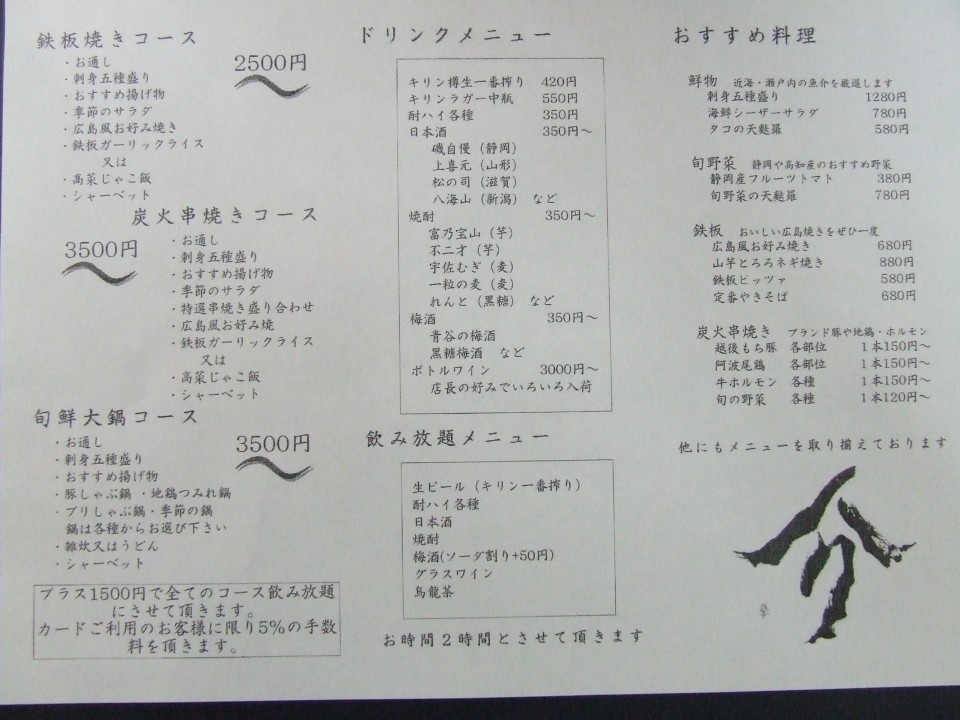 鉄板焼きコース
2500円
・お通し
・刺身五種盛り
・おすすめ揚げ物
・季節のサラダ
・広島風お好み焼き
・鉄板ガーリックライス
又は
・高菜じゃこ飯
・シャーベット
炭火串焼きコース
3500円
・お通し
・刺身五種盛り
・おすすめ揚げ物
・季節のサラダ
・特選串焼き盛り合わせ
・広島風お好み焼
・鉄板ガーリックライス
又は
・高菜じゃこ飯
・シャーベット
旬鮮大鍋コース
3500円
・お通し
・刺身五種盛り
・おすすめ揚げ物
・豚しゃぶ鍋 ・地鶏つみれ鍋
・ブリしゃぶ鍋・季節の鍋
鍋は各種からお選び下さい
・雑炊又はうどん
・シャーベット
プラス1500円で全てのコース飲み放題
にさせて頂きます。
カードご利用のお客様に限り5%の手数
料を頂きます。
ドリンクメニュー
キリン樽生一番搾り 420円
キリンラガー中瓶 550円
酎ハイ各種 350円
日本酒 350円～
磯自慢（静岡）
上喜元（山形）
松の司（滋賀）
八海山（新潟） など
焼酎 350円～
富乃宝山（芋）
不二才（芋）
宇佐むぎ（麦）
一粒の麦（麦）
れんと（黒糖） など
梅酒 350円～
青谷の梅酒
黒糖梅酒 など
ボトルワイン 3000円～
店長の好みでいろいろ入荷
飲み放題メニュー
生ビール（キリン一番搾り）
酎ハイ各種
日本酒
焼酎
梅酒(ソーダ割り+50円)
グラスワイン
烏龍茶
お時間２時間とさせて頂きます
おすすめ料理
鮮物 近海・瀬戸内の魚介を厳選します
刺身五種盛り 1280円
海鮮シーザーサラダ 780円
タコの天麩羅 580円
旬野菜 静岡や高知産のおすすめ野菜
静岡産フルーツトマト 380円
旬野菜の天麩羅 780円
鉄板 おいしい広島焼きをぜひ一度
広島風お好み焼き 680円
山芋とろろネギ焼き 880円
鉄板ピッツァ 580円
定番やきそば 680円
炭火串焼き ブランド豚や地鶏・ホルモン
越後もち豚 各部位 １本150円～
阿波尾鶏 各部位 １本150円～
牛ホルモン 各種 １本150円～
旬の野菜 各種 １本120円～
他にもメニューを取り揃えております